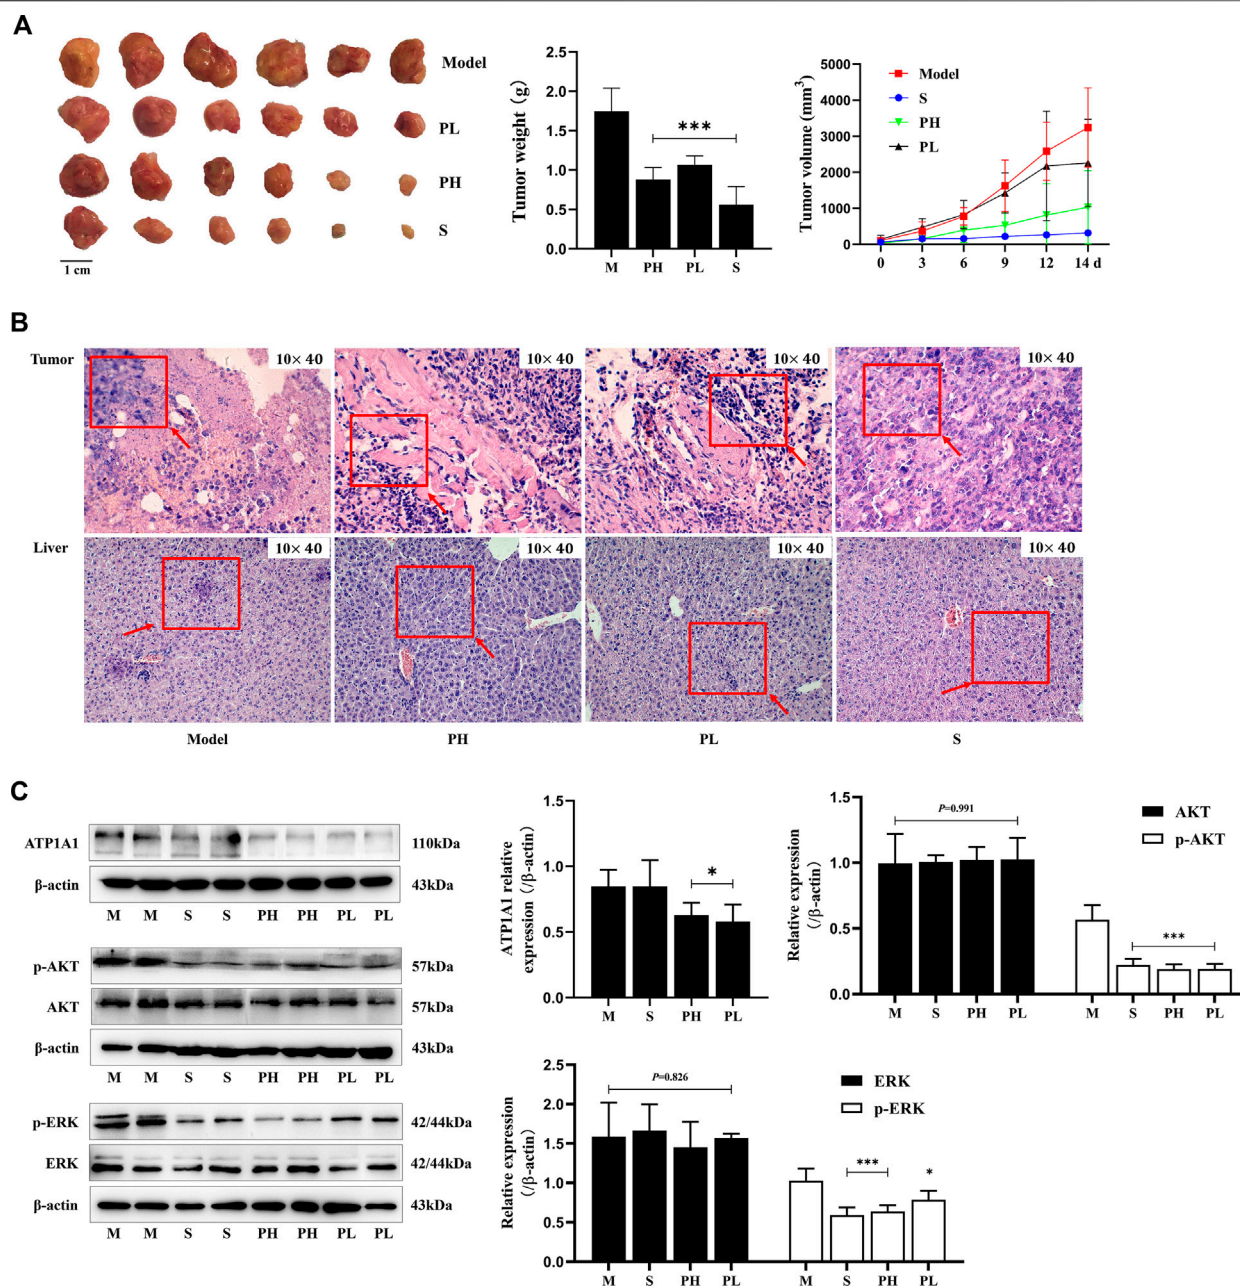 A
Model
PL
PH
S
1 cm
Tumor weight (g)
2.5
2.0
1.5
1.0
0.5
0.0
***
M PH PL S
Tumor volume (mm³)
5000
4000
3000
2000
1000
0
Model
S
PH
PL
0 3 6 9 12 14 d
B
Tumor
10× 40 10× 40 10× 40 10× 40
Liver
10× 40 10× 40 10× 40 10× 40
Model PH PL S
C
ATP1A1 110kDa
β-actin 43kDa
M M S S PH PH PL PL
p-AKT 57kDa
AKT 57kDa
β-actin 43kDa
M M S S PH PH PL PL
p-ERK 42/44kDa
ERK 42/44kDa
β-actin 43kDa
M M S S PH PH PL PL
ATP1A1 relative
expression (/β-actin)
1.5
1.0
0.5
0.0
*
M S PH PL
Relative expression
(/β-actin)
1.5
1.0
0.5
0.0
P=0.991
***
AKT
p-AKT
M S PH PL M S PH PL
Relative expression
(/β-actin)
2.5
2.0
1.5
1.0
0.5
0.0
P=0.826
*** *
ERK
p-ERK
M S PH PL M S PH PL